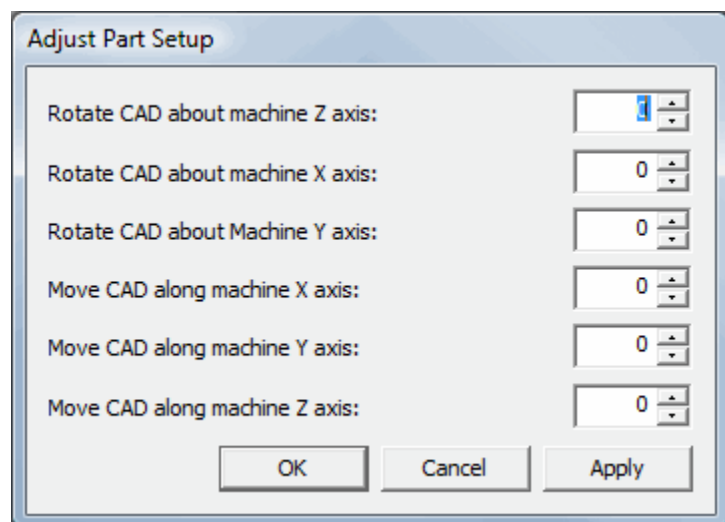 Adjust Part Setup
Rotate CAD about machine Z axis: 0
Rotate CAD about machine X axis: 0
Rotate CAD about Machine Y axis: 0
Move CAD along machine X axis: 0
Move CAD along machine Y axis: 0
Move CAD along machine Z axis: 0
OK Cancel Apply